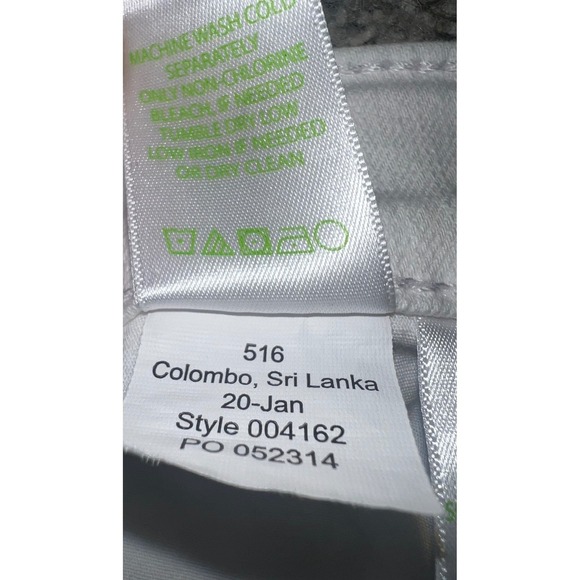 MACHINE WASH COLD
SEPARATELY
ONLY NON-CHLORINE
BLEACH, IF NEEDED
TUMBLE DRY LOW
LOW IRON IF NEEDED
OR DRY CLEAN
516
Colombo, Sri Lanka
20-Jan
Style 004162
PO 052314